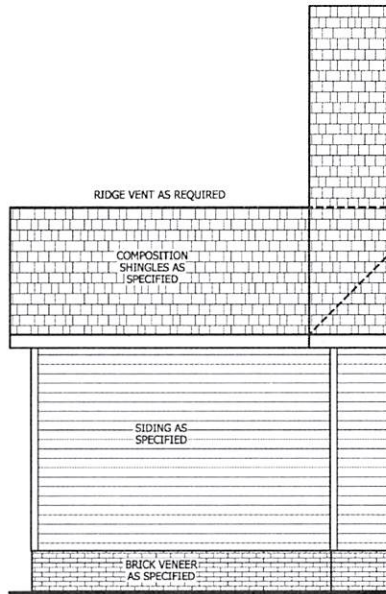 RIDGE VENT AS REQUIRED
COMPOSITION
SHINGLES AS
SPECIFIED
SIDING AS
SPECIFIED
BRICK VENEER
AS SPECIFIED